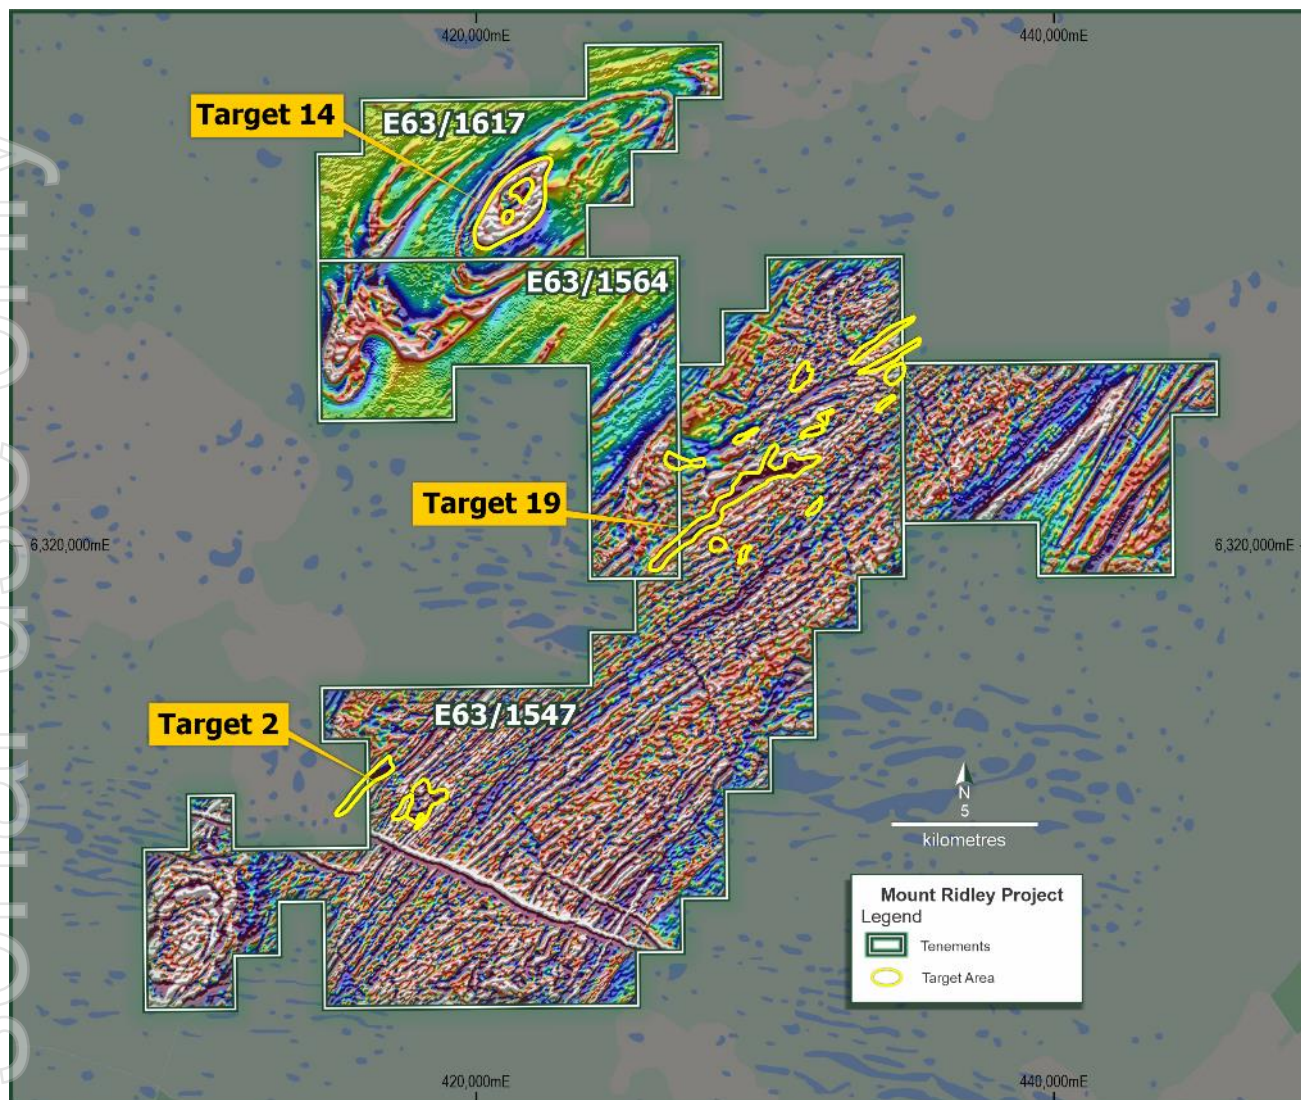 420,000mE
440,000mE
Target 14
E63/1617
E63/1564
Target 19
6,320,000mE
6,320,000mE
Target 2
E63/1547
N
5
kilometres
Mount Ridley Project
Legend
Tenements
Target Area
420,000mE
440,000mE